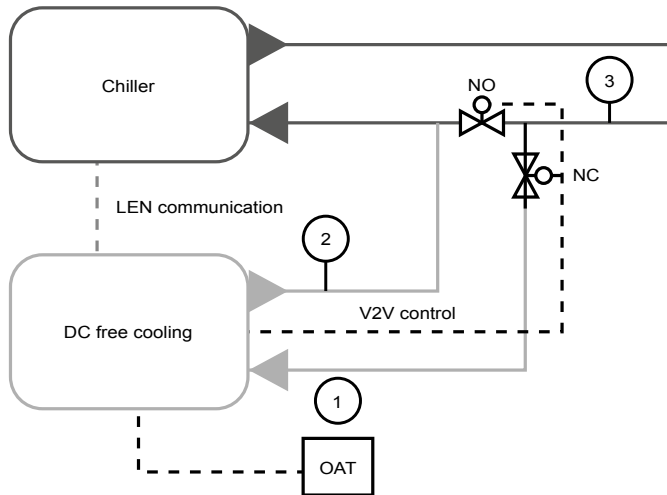 Chiller
3
NO
NC
LEN communication
2
V2V control
DC free cooling
1
OAT